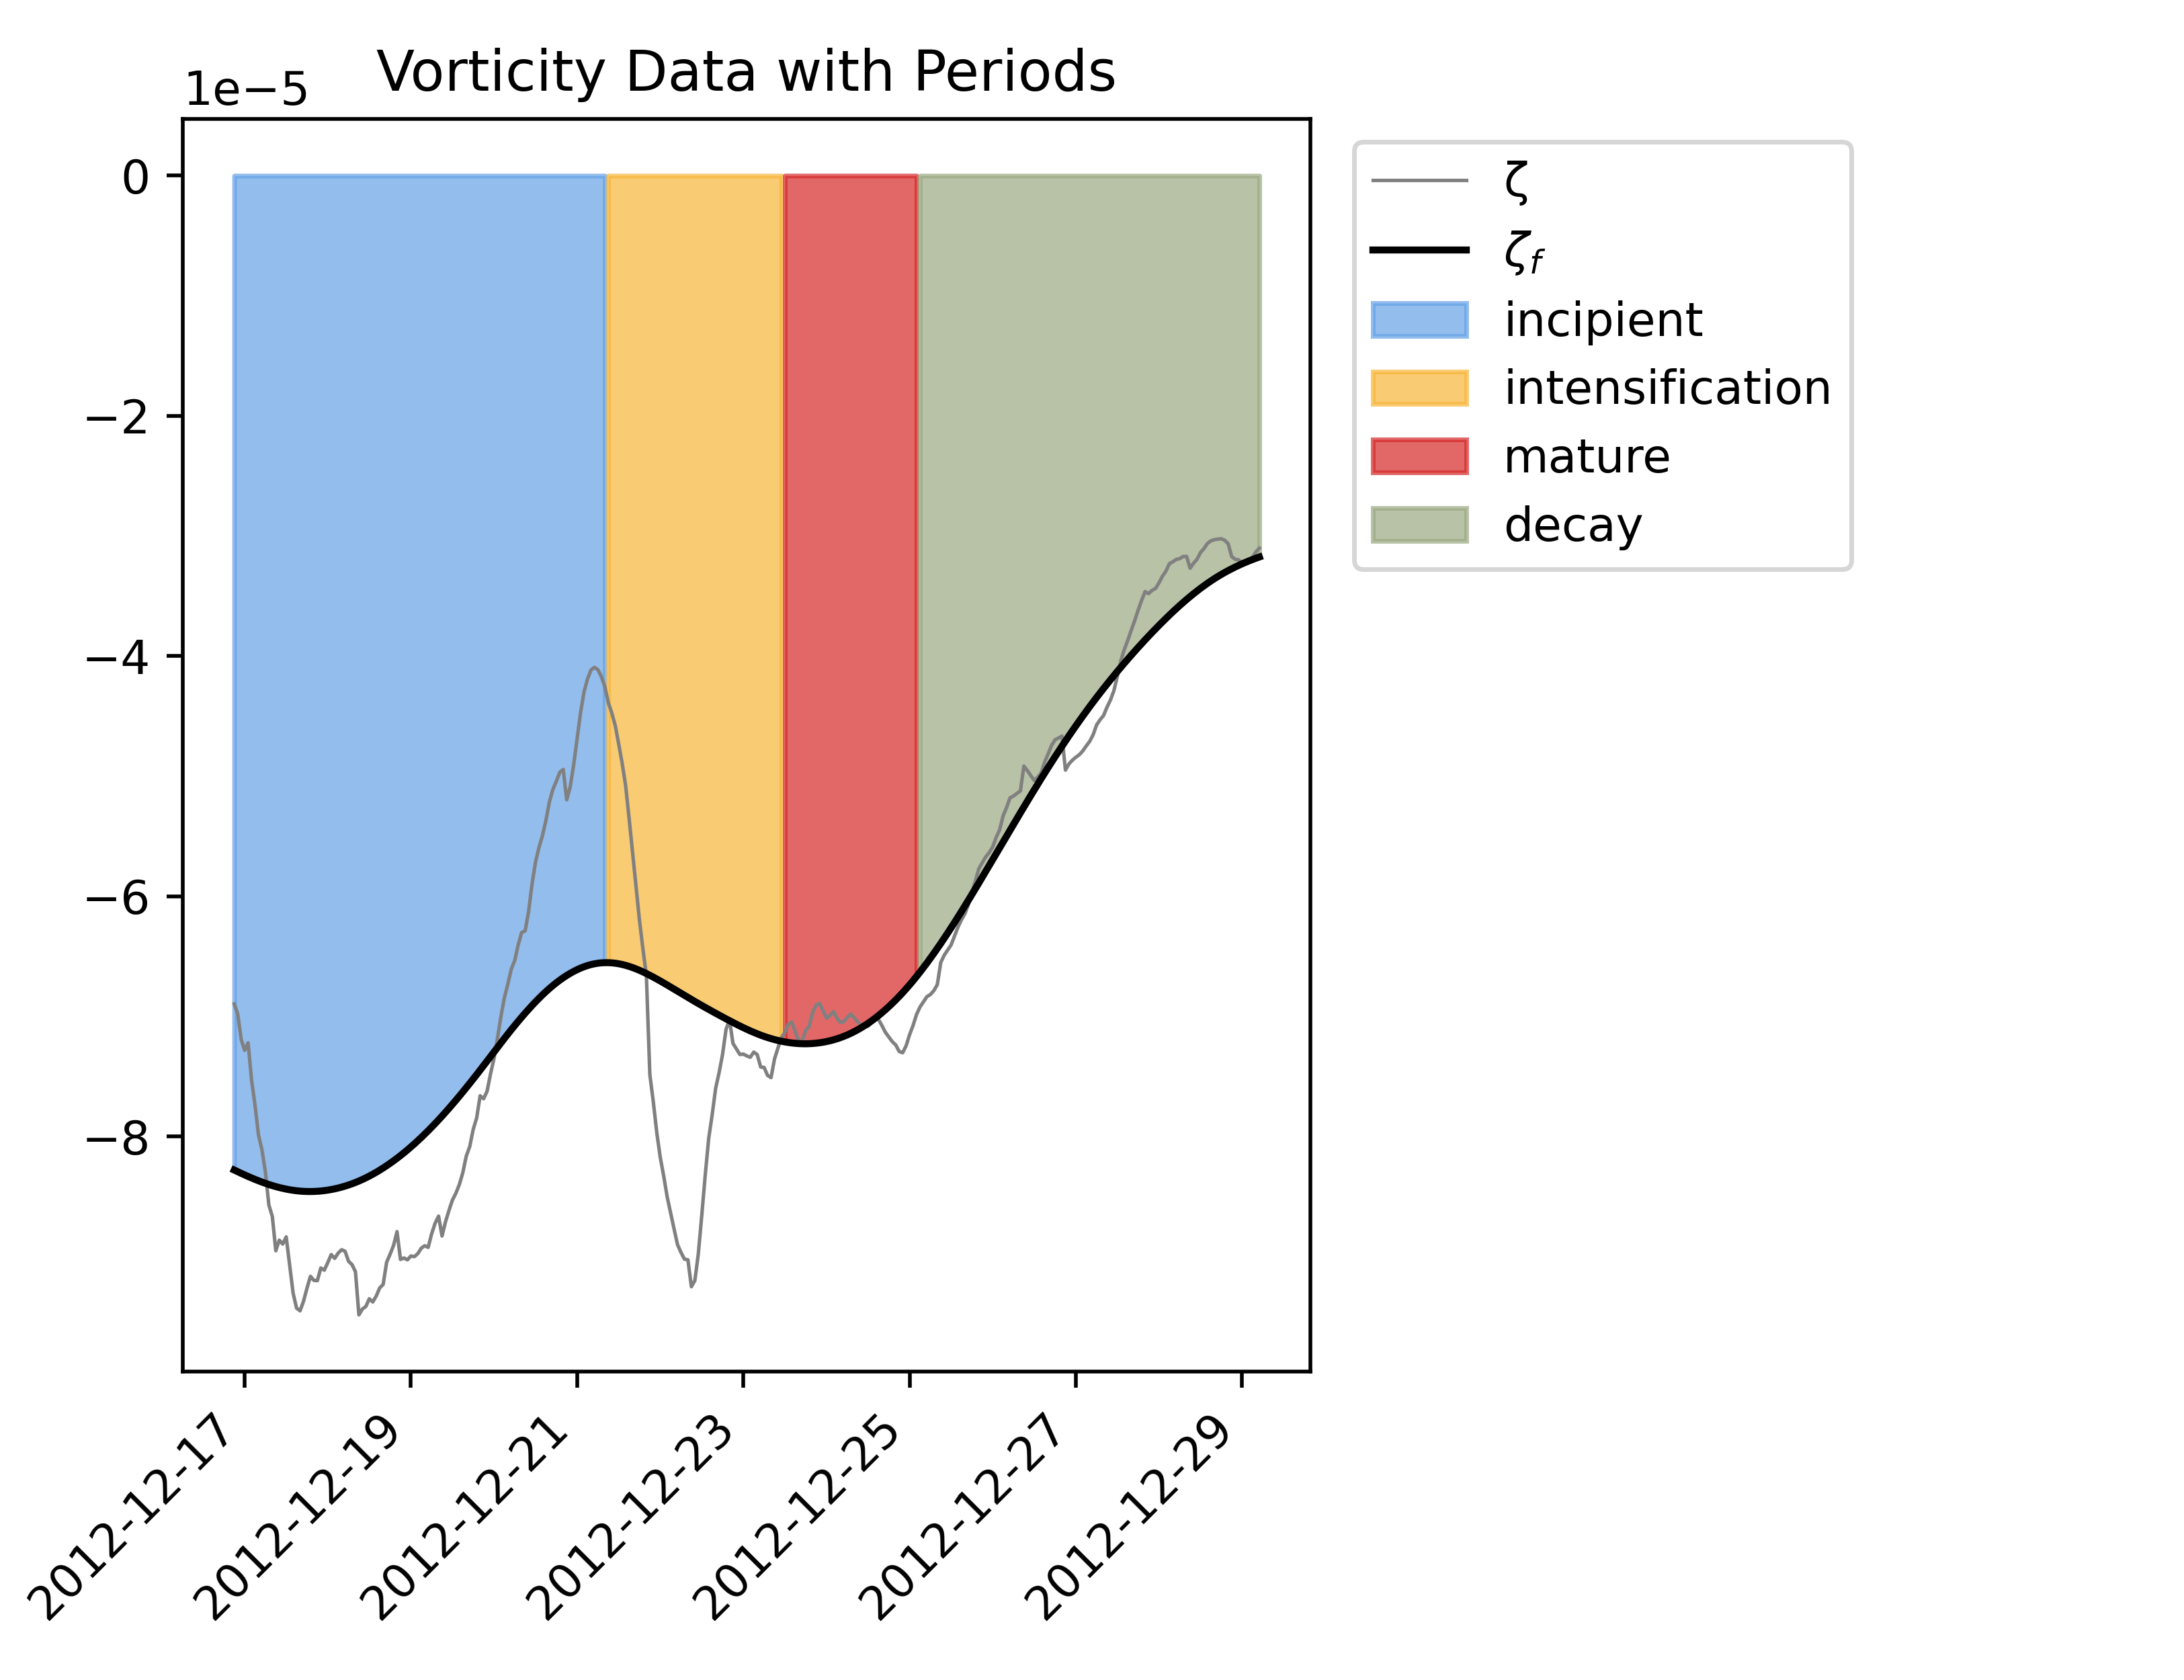 Vorticity Data with Periods
1e−5
0
−2
−4
−6
−8
2012-12-17
2012-12-19
2012-12-21
2012-12-23
2012-12-25
2012-12-27
2012-12-29
ζ
ζf
incipient
intensification
mature
decay